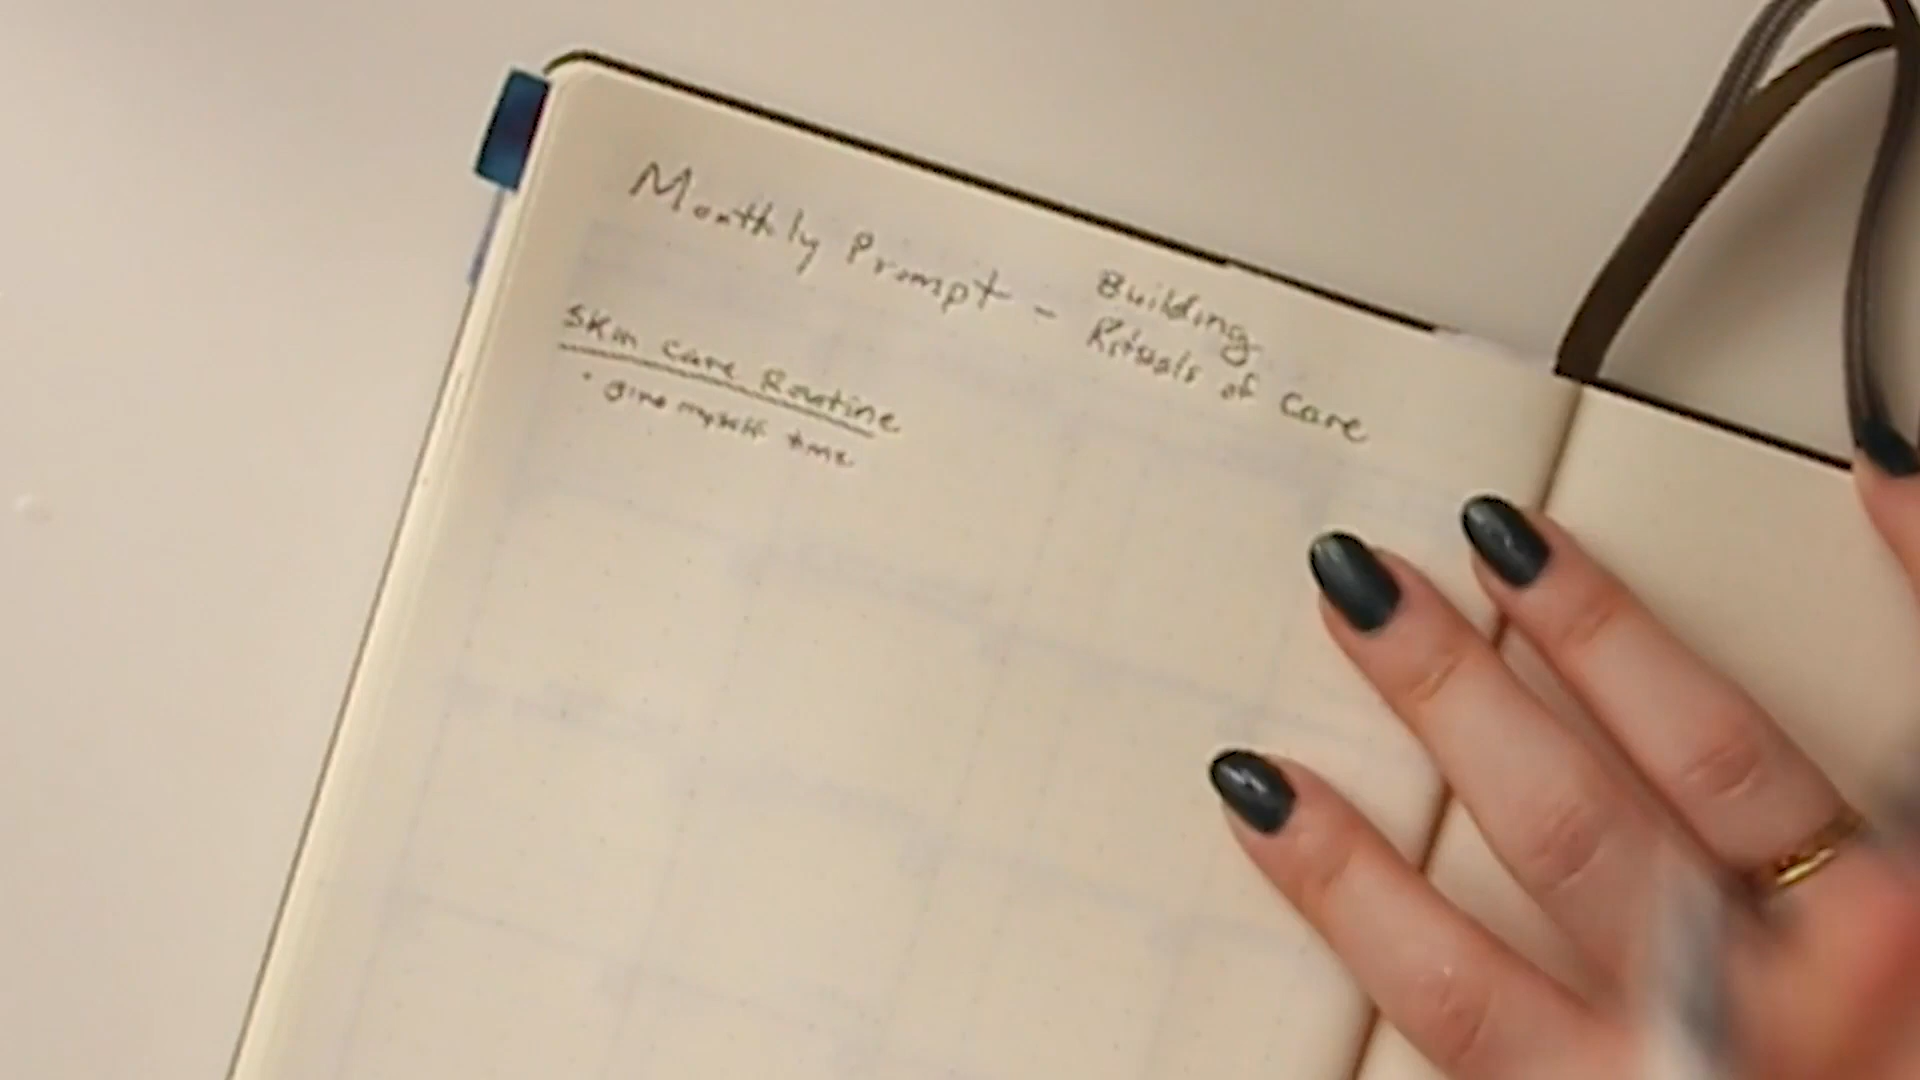 Monthly Prompt - Building
Rituals of Care
Skin Care Routine
• give myself time